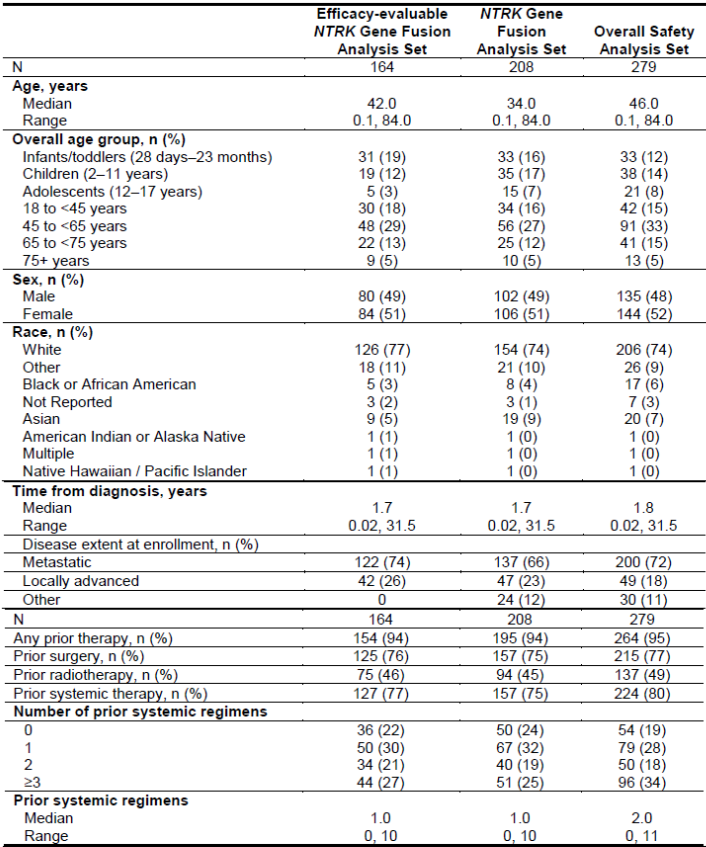 Efficacy-evaluable NTRK Gene Fusion Analysis Set | NTRK Gene Fusion Analysis Set | Overall Safety Analysis Set
N 164 208 279
Age, years
Median 42.0 34.0 46.0
Range 0.1, 84.0 0.1, 84.0 0.1, 84.0
Overall age group, n (%)
Infants/toddlers (28 days–23 months) 31 (19) 33 (16) 33 (12)
Children (2–11 years) 19 (12) 35 (17) 38 (14)
Adolescents (12–17 years) 5 (3) 15 (7) 21 (8)
18 to <45 years 30 (18) 34 (16) 42 (15)
45 to <65 years 48 (29) 56 (27) 91 (33)
65 to <75 years 22 (13) 25 (12) 41 (15)
75+ years 9 (5) 10 (5) 13 (5)
Sex, n (%)
Male 80 (49) 102 (49) 135 (48)
Female 84 (51) 106 (51) 144 (52)
Race, n (%)
White 126 (77) 154 (74) 206 (74)
Other 18 (11) 21 (10) 26 (9)
Black or African American 5 (3) 8 (4) 17 (6)
Not Reported 3 (2) 3 (1) 7 (3)
Asian 9 (5) 19 (9) 20 (7)
American Indian or Alaska Native 1 (1) 1 (0) 1 (0)
Multiple 1 (1) 1 (0) 1 (0)
Native Hawaiian / Pacific Islander 1 (1) 1 (0) 1 (0)
Time from diagnosis, years
Median 1.7 1.7 1.8
Range 0.02, 31.5 0.02, 31.5 0.02, 31.5
Disease extent at enrollment, n (%)
Metastatic 122 (74) 137 (66) 200 (72)
Locally advanced 42 (26) 47 (23) 49 (18)
Other 0 24 (12) 30 (11)
N 164 208 279
Any prior therapy, n (%) 154 (94) 195 (94) 264 (95)
Prior surgery, n (%) 125 (76) 157 (75) 215 (77)
Prior radiotherapy, n (%) 75 (46) 94 (45) 137 (49)
Prior systemic therapy, n (%) 127 (77) 157 (75) 224 (80)
Number of prior systemic regimens
0 36 (22) 50 (24) 54 (19)
1 50 (30) 67 (32) 79 (28)
2 34 (21) 40 (19) 50 (18)
≥3 44 (27) 51 (25) 96 (34)
Prior systemic regimens
Median 1.0 1.0 2.0
Range 0, 10 0, 10 0, 11